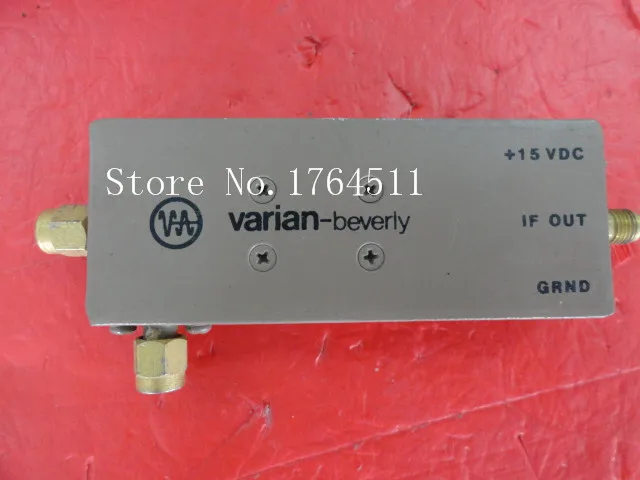 +15 VDC
Store No. 1764511
VA varian-beverly
IF OUT
GRND